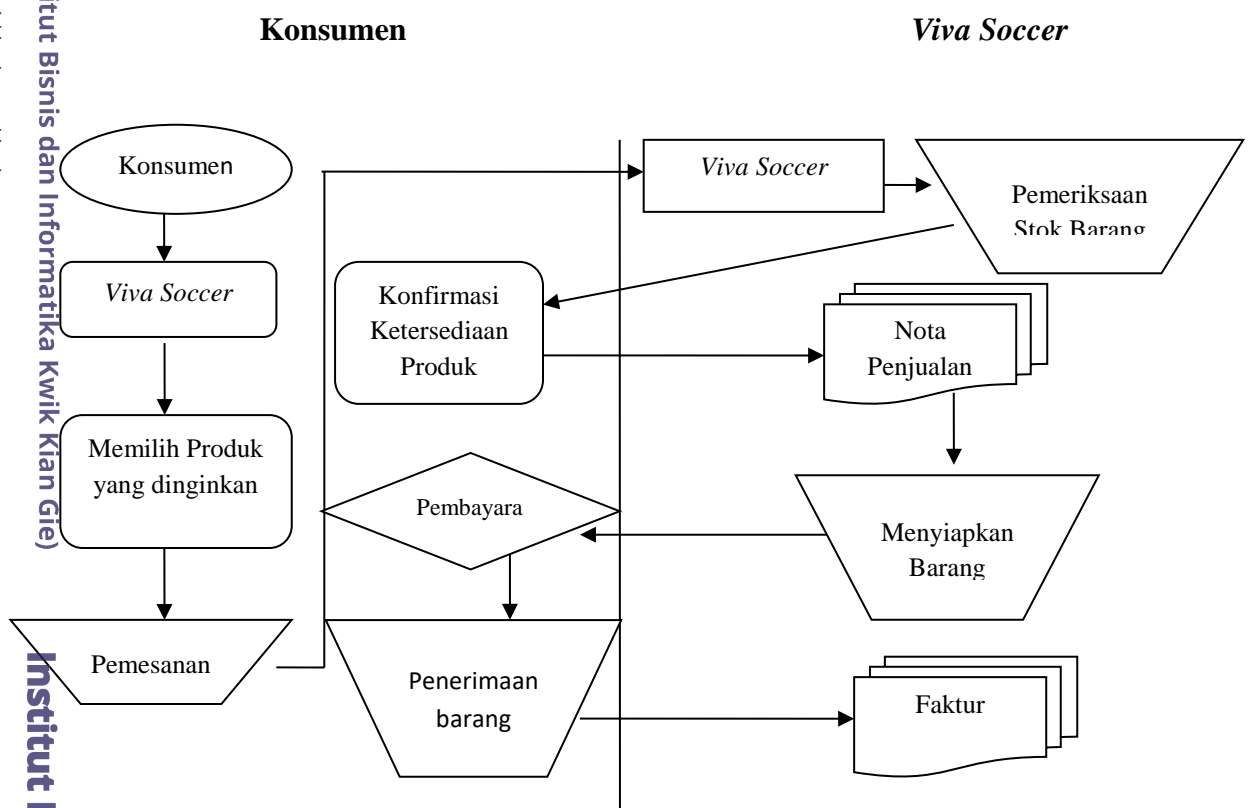 Konsumen
Viva Soccer
Konsumen
Viva Soccer
Memilih Produk
yang dinginkan
Pemesanan
Konfirmasi
Ketersediaan
Produk
Pembayara
Penerimaan
barang
Viva Soccer
Pemeriksaan
Stok Barang
Nota
Penjualan
Menyiapkan
Barang
Faktur
tut Bisnis dan Informatika Kwik Kian Gie)
Institut